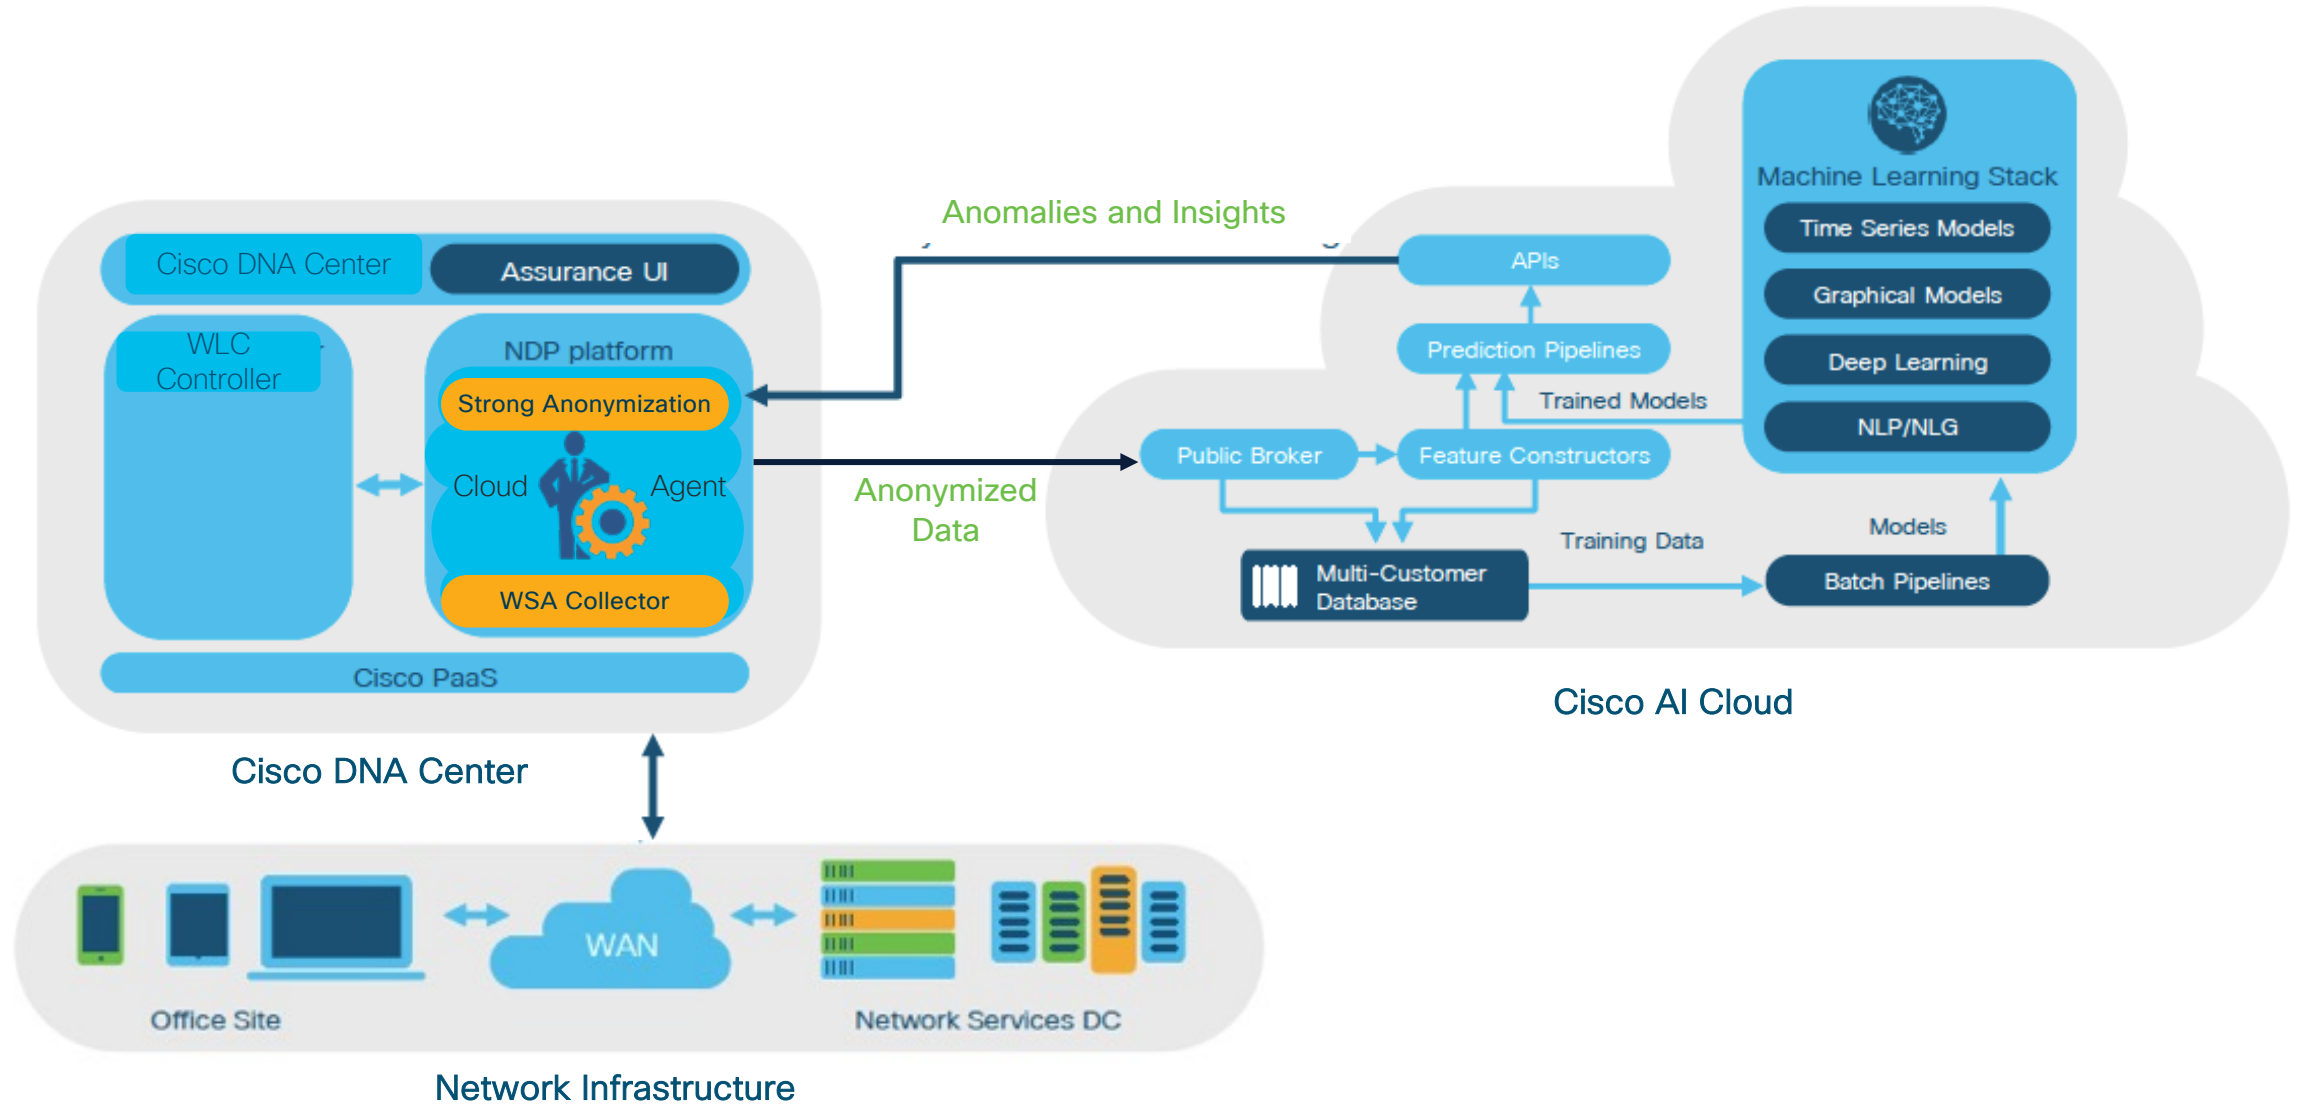 Cisco DNA Center
Assurance UI
WLC
Controller
NDP platform
Strong Anonymization
Cloud
Agent
WSA Collector
Cisco PaaS
Cisco DNA Center
Anomalies and Insights
Anonymized
Data
APIs
Prediction Pipelines
Trained Models
Public Broker
Feature Constructors
Multi-Customer
Database
Training Data
Models
Batch Pipelines
Machine Learning Stack
Time Series Models
Graphical Models
Deep Learning
NLP/NLG
Cisco AI Cloud
WAN
Office Site
Network Services DC
Network Infrastructure